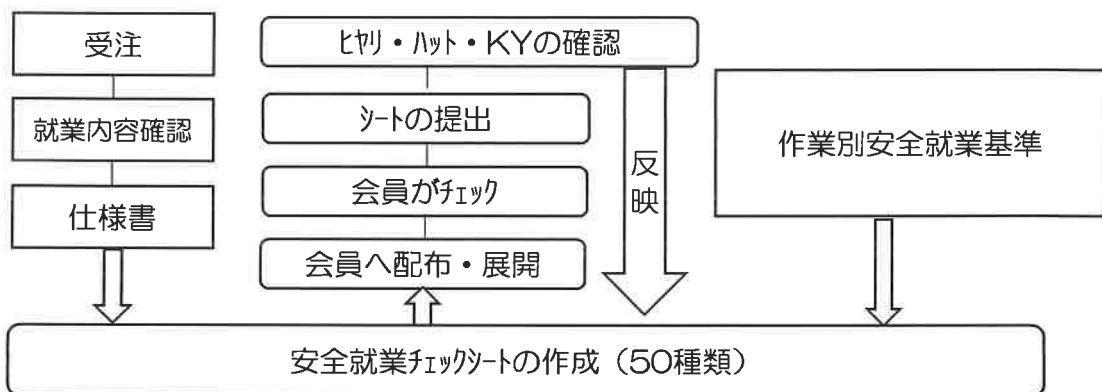 受注
就業内容確認
仕様書
ﾋﾔﾘ・ﾊｯﾄ・KYの確認
ｼｰﾄの提出
会員がﾁｪｯｸ
会員へ配布・展開
反映
作業別安全就業基準
安全就業ﾁｪｯｸｼｰﾄの作成（50種類）